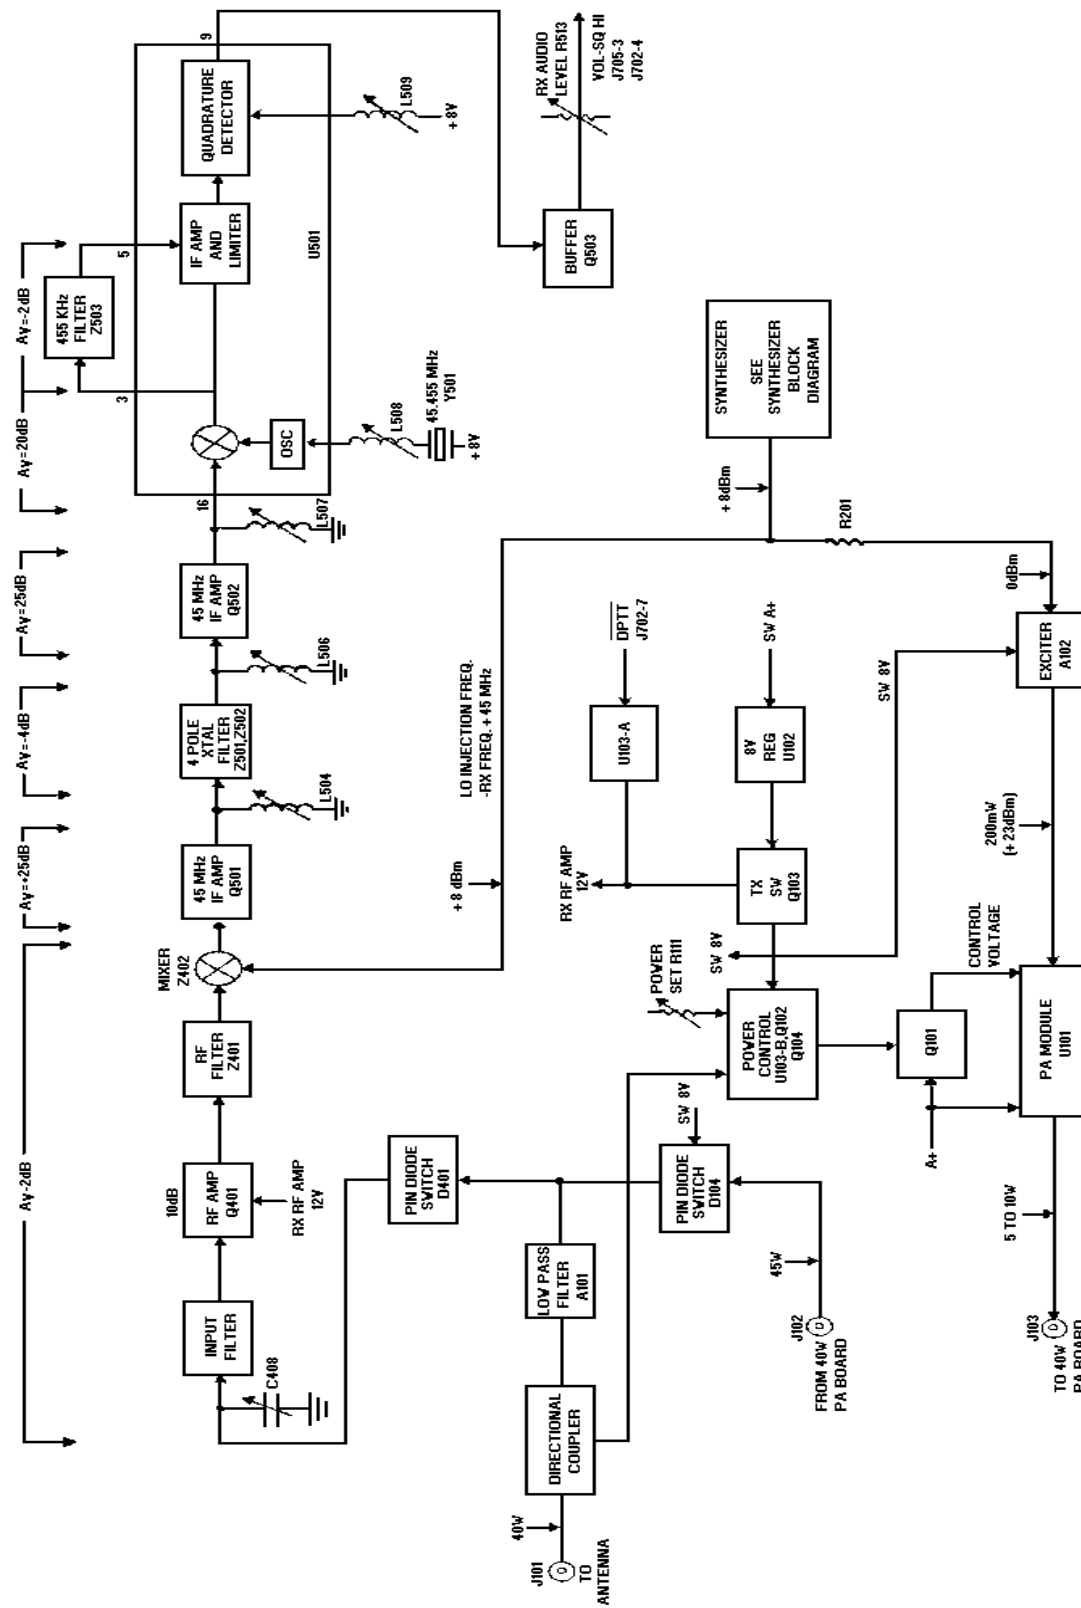 Av-2dB
Av=+25dB
Av=-4dB
Av=25dB
Av=20dB
Av=-2dB
C408
INPUT
FILTER
10dB
RF AMP
Q401
RX RF AMP
12V
RF
FILTER
Z401
MIXER
Z402
45 MHz
IF AMP
Q501
L504
4 POLE
XTAL
FILTER
Z501,Z502
L506
45 MHz
IF AMP
Q502
L507
16
3
455 KHz
FILTER
Z503
5
9
IF AMP
AND
LIMITER
QUADRATURE
DETECTOR
U501
OSC
L508
45.455 MHz
Y501
+8V
L509
+8V
BUFFER
Q503
RX AUDIO
LEVEL R513
VOL-SQ HI
J705-3
J702-4
PIN DIODE
SWITCH
D401
+8 dBm
LO INJECTION FREQ.
-RX FREQ. + 45 MHz
J101
TO
ANTENNA
40W
DIRECTIONAL
COUPLER
LOW PASS
FILTER
A101
PIN DIODE
SWITCH
D104
SW 8V
POWER
SET R111
SW 8V
POWER
CONTROL
U103-B,Q102
Q104
RX RF AMP
12V
TX
SW
Q103
U103-A
DPTT
J702-7
8V
REG
U102
SW A+
+8dBm
SYNTHESIZER
SEE
SYNTHESIZER
BLOCK
DIAGRAM
R201
0dBm
SW 8V
EXCITER
A102
200mW
(+23dBm)
CONTROL
VOLTAGE
Q101
A+
PA MODULE
U101
45W
J102
FROM 40W
PA BOARD
5 TO 10W
J103
TO 40W
PA BOARD